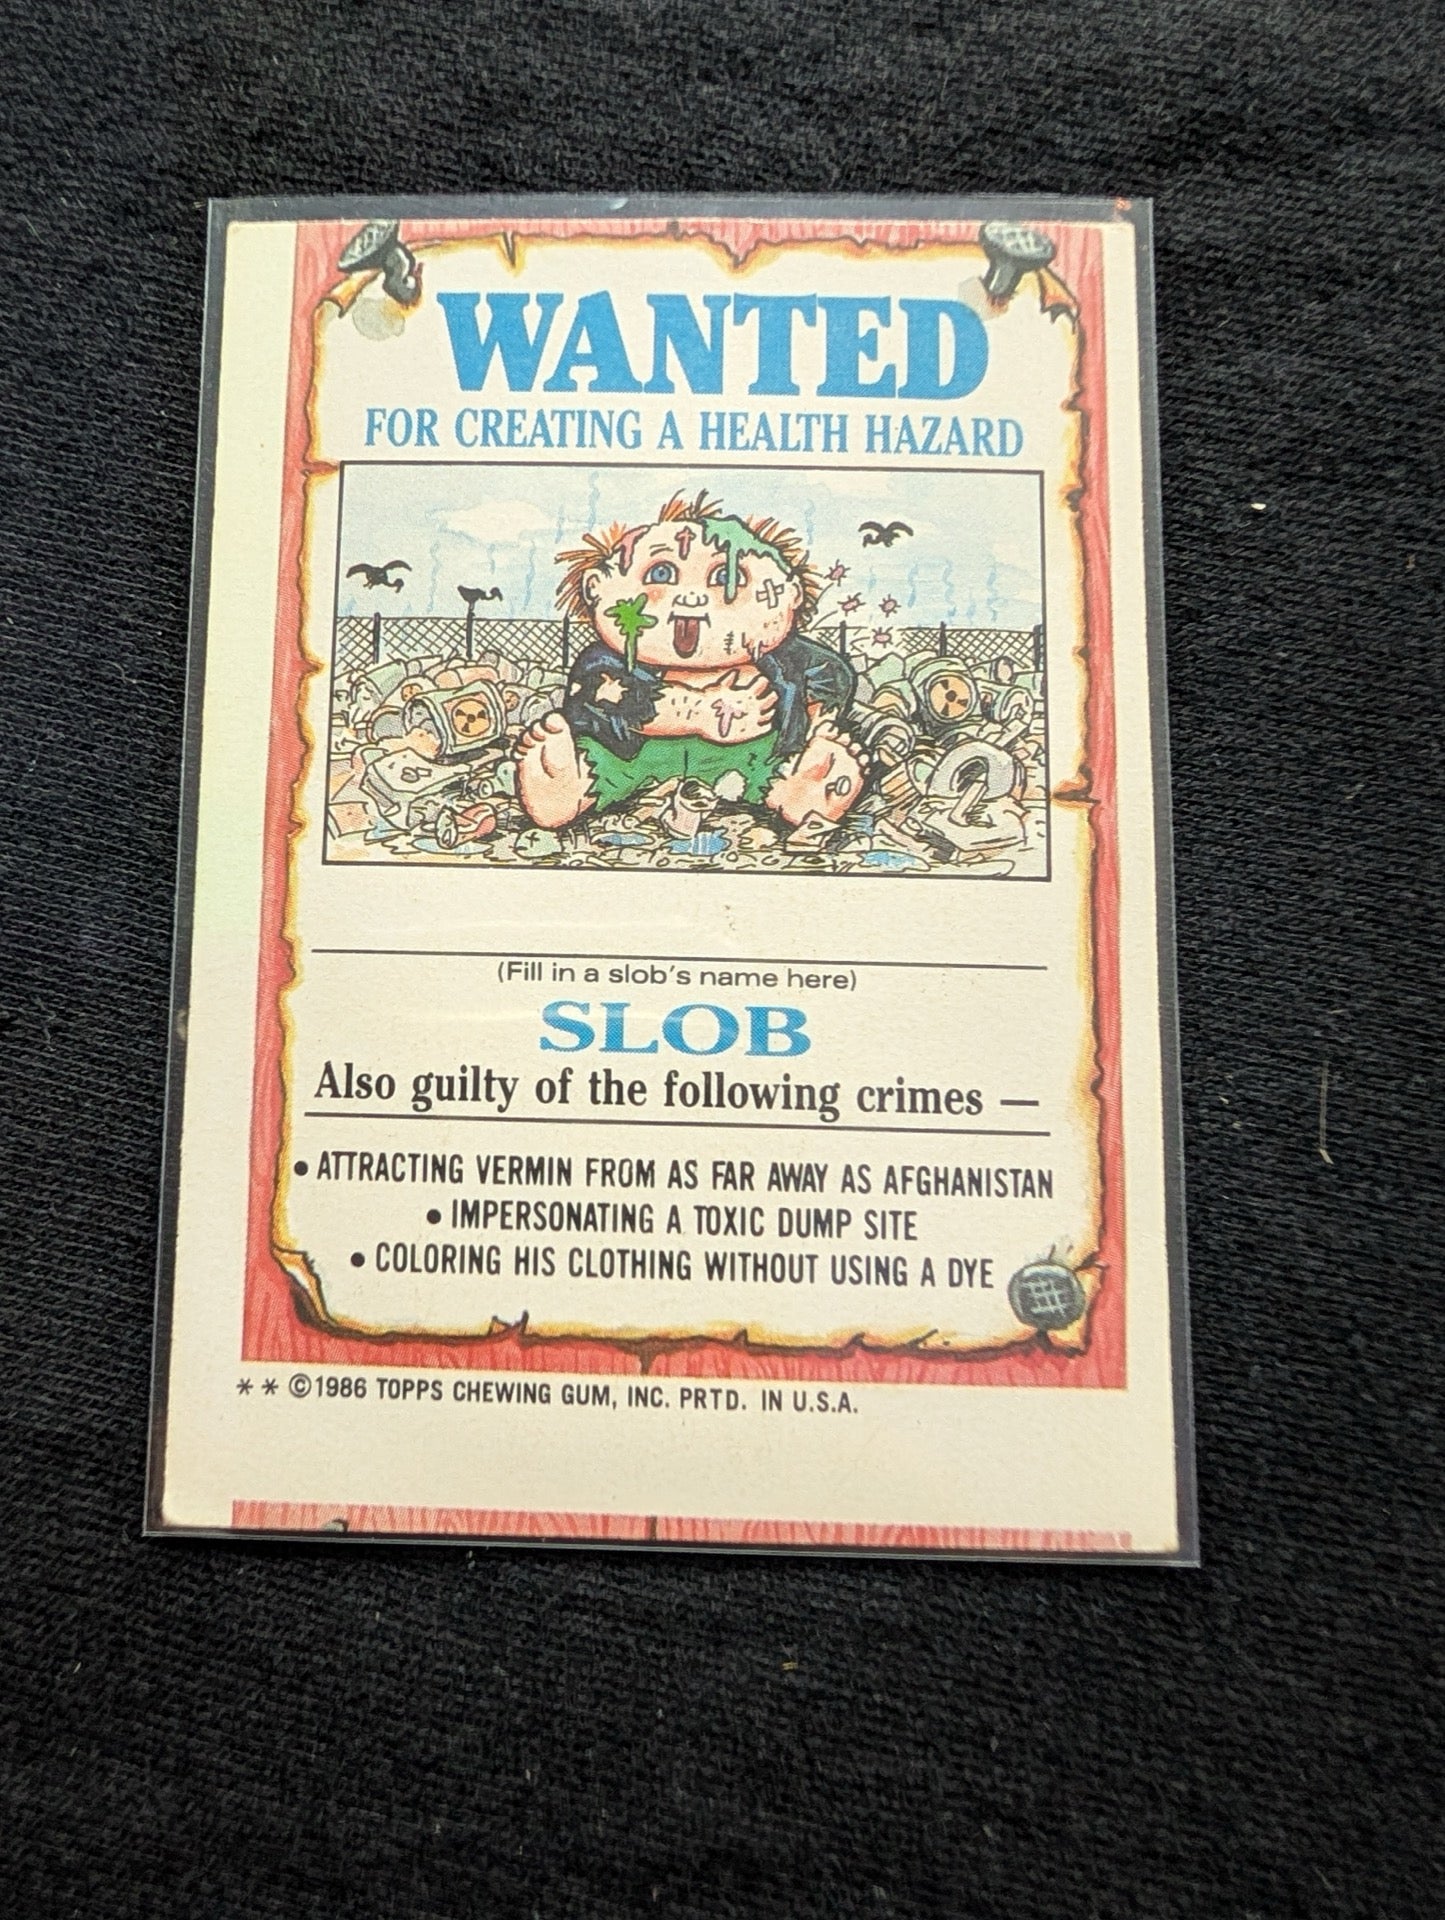 WANTED
FOR CREATING A HEALTH HAZARD
(Fill in a slob's name here)
SLOB
Also guilty of the following crimes —
• ATTRACTING VERMIN FROM AS FAR AWAY AS AFGHANISTAN
• IMPERSONATING A TOXIC DUMP SITE
• COLORING HIS CLOTHING WITHOUT USING A DYE
* * ©1986 TOPPS CHEWING GUM, INC. PRTD. IN U.S.A.